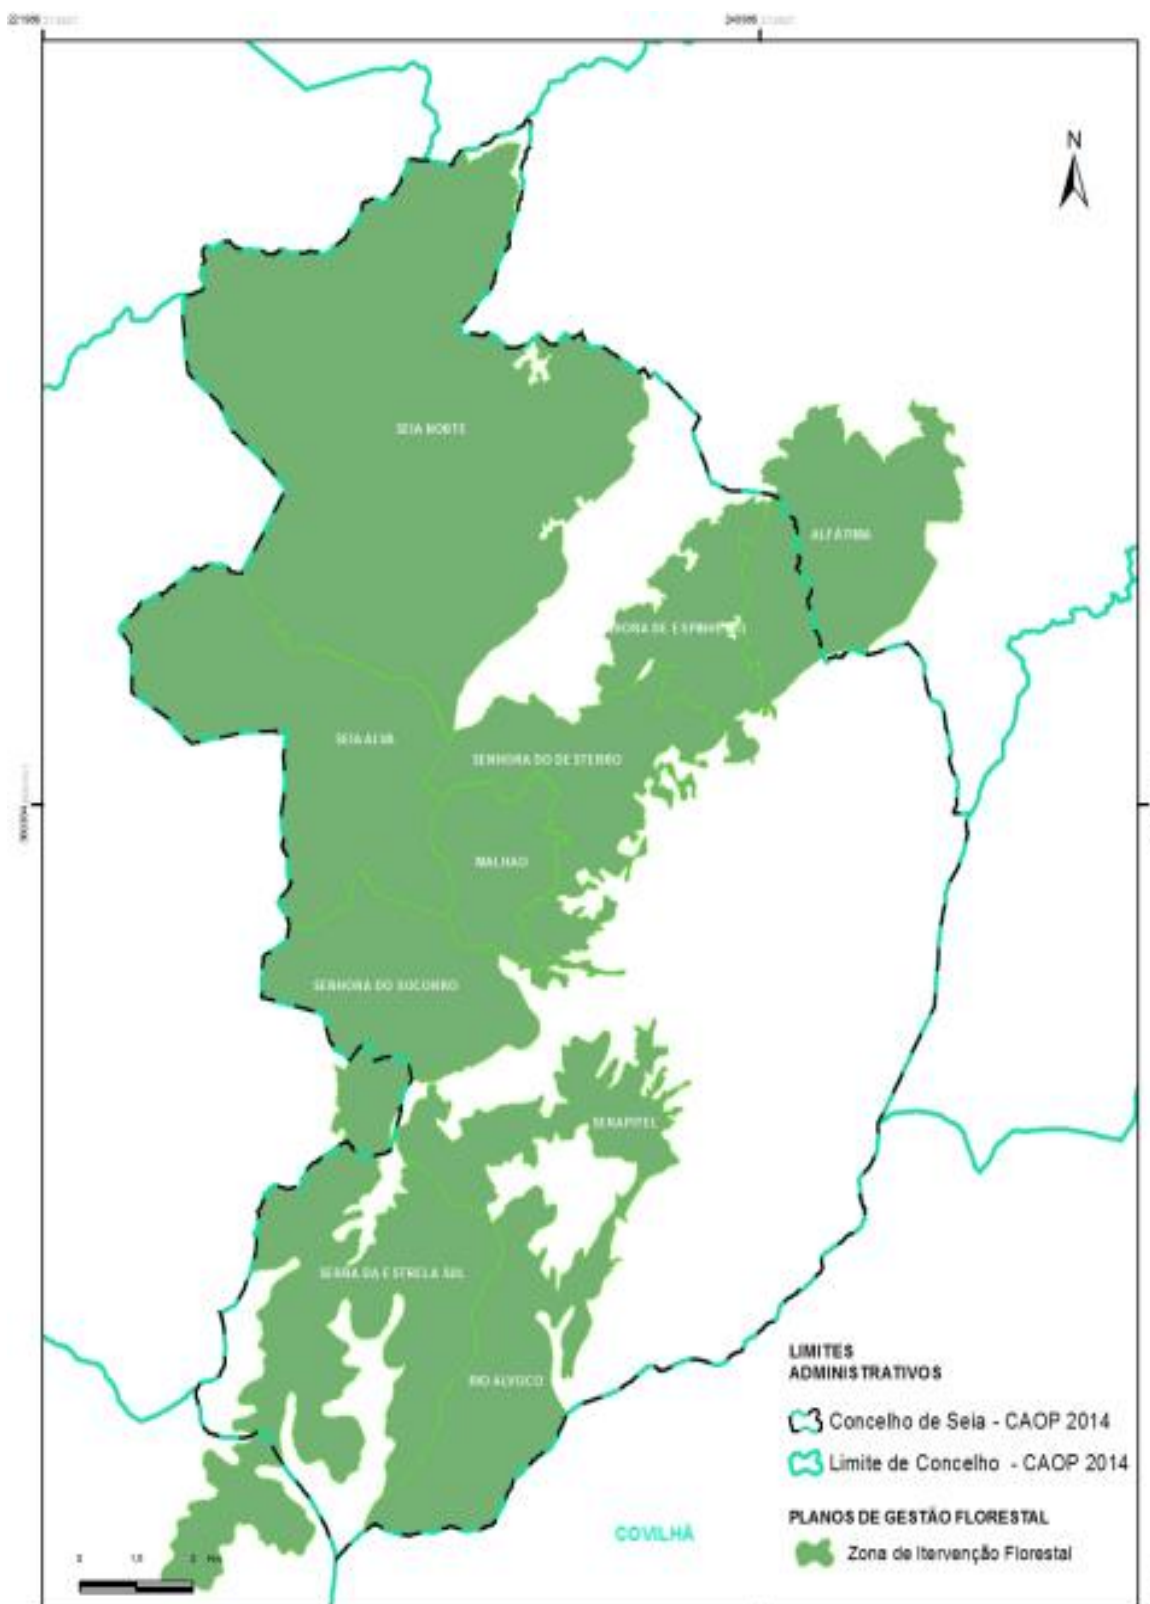 N
SEIA NORTE
ALFÁTIMA
SEIA ALVA
SENHORA DO DESTERRO
MALHAO
SENHORA DO SOCORRO
SENAPITEL
SERRA DA ESTRELA SUL
RIO ALVOCO
LIMITES
ADMINISTRATIVOS
Concelho de Seia - CAOP 2014
Limite de Concelho - CAOP 2014
PLANOS DE GESTÃO FLORESTAL
Zona de Itervenção Florestal
COVILHÃ